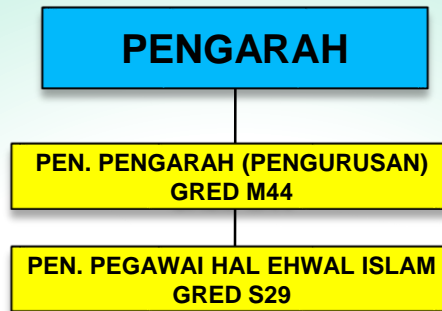 PENGARAH
PEN. PENGARAH (PENGURUSAN)
GRED M44
PEN. PEGAWAI HAL EHWAL ISLAM
GRED S29